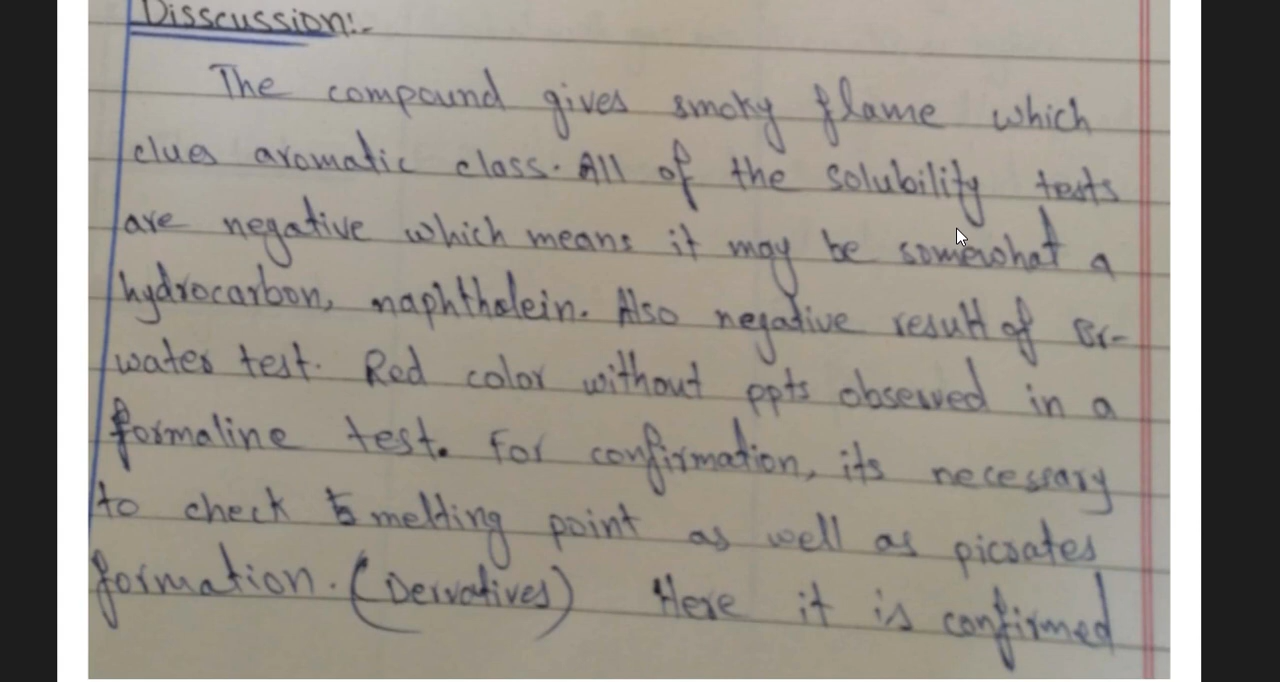 Disscussion:-
The compound gives smoky flame which
clues aromatic class. All of the solubility tests
are negative which means it may be somewhat a
hydrocarbon, naphthalein. Also negative result of Br-
water test. Red color without ppts observed in a
formaline test. For confirmation, its necessary
to check melting point as well as picrates
formation. (Derivatives) Here it is confirmed